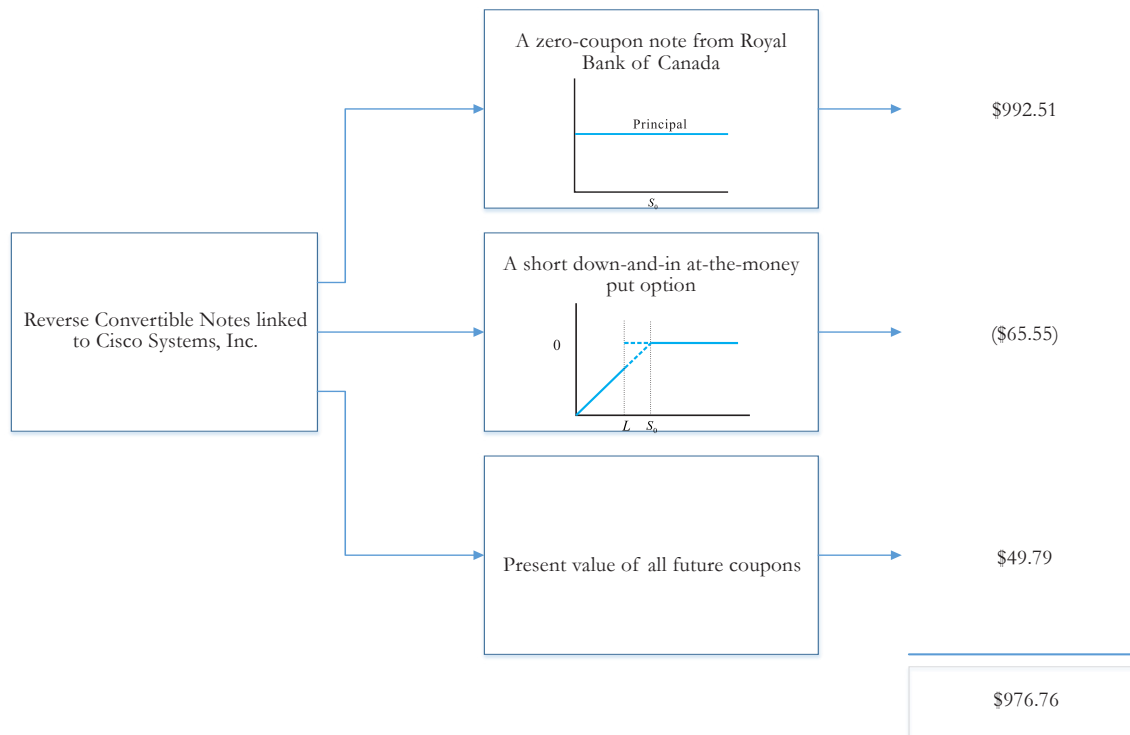 A zero-coupon note from Royal
Bank of Canada
Principal
S₀
$992.51
Reverse Convertible Notes linked
to Cisco Systems, Inc.
A short down-and-in at-the-money
put option
0
L S₀
($65.55)
Present value of all future coupons
$49.79
$976.76